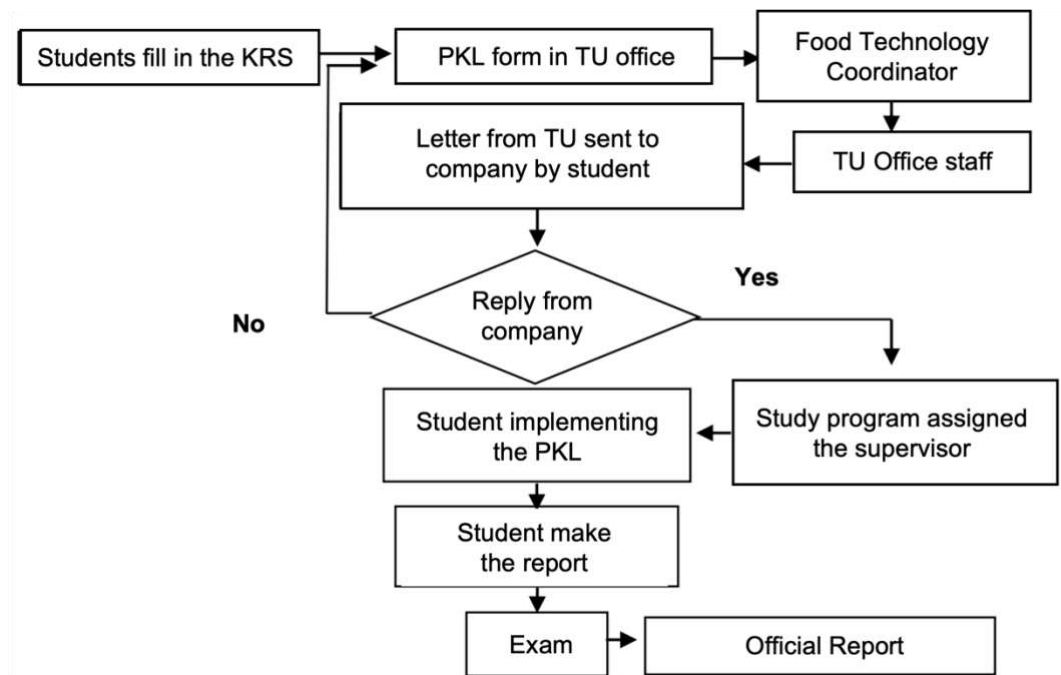 Students fill in the KRS
PKL form in TU office
Food Technology
Coordinator
TU Office staff
Letter from TU sent to
company by student
Reply from
company
Yes
No
Study program assigned
the supervisor
Student implementing
the PKL
Student make
the report
Exam
Official Report